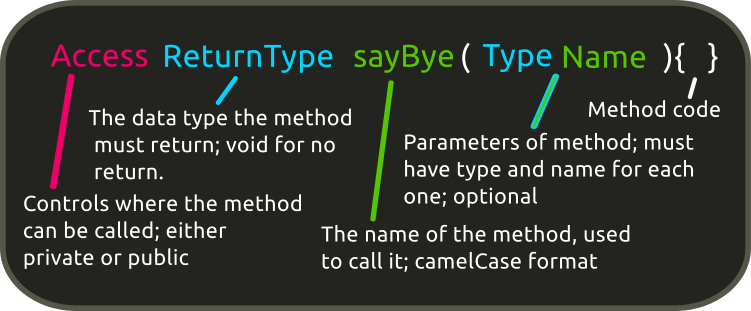 Access ReturnType sayBye ( Type Name ){ }
Method code
The data type the method
must return; void for no
return.
Parameters of method; must
have type and name for each
one; optional
Controls where the method
can be called; either
private or public
The name of the method, used
to call it; camelCase format